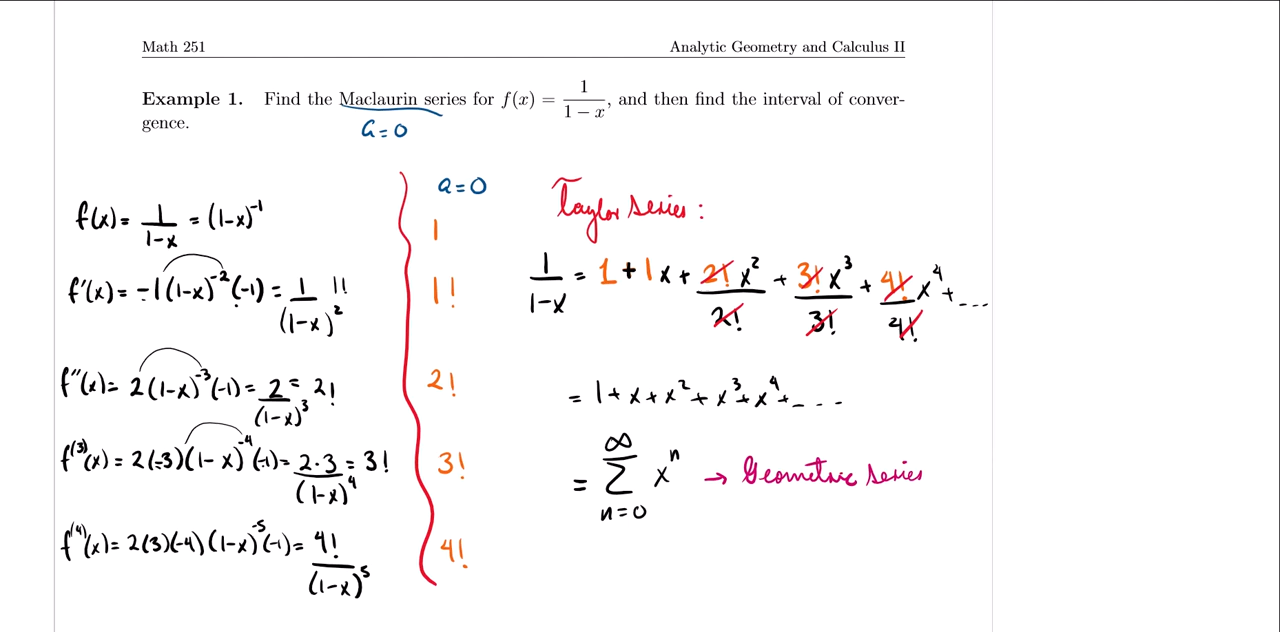 Math 251 Analytic Geometry and Calculus II
Example 1. Find the Maclaurin series for f(x) = 1/(1 − x), and then find the interval of conver-
gence.
a=0
f(x) = 1/(1-x) = (1-x)^-1
f'(x) = -1(1-x)^-2(-1) = 1/(1-x)^2 1!
f''(x) = 2(1-x)^-3(-1) = 2/(1-x)^3 = 2!
f^(3)(x) = 2(-3)(1-x)^-4(-1) = 2·3/(1-x)^4 = 3!
f^(4)(x) = 2(3)(-4)(1-x)^-5(-1) = 4!/(1-x)^5
a=0
1
1!
2!
3!
4!
Taylor series:
1/(1-x) = 1 + 1x + 2!x^2/2! + 3!x^3/3! + 4!x^4/4! + ...
= 1 + x + x^2 + x^3 + x^4 + ....
= ∑_{n=0}^{∞} x^n → Geometric series